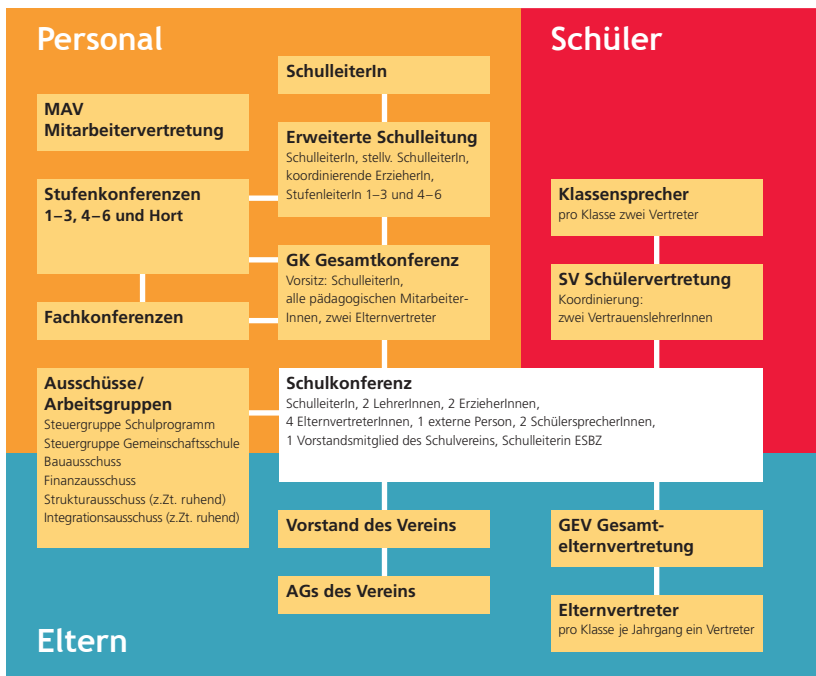 Personal
Schüler
SchulleiterIn
MAV
Mitarbeitervertretung
Erweiterte Schulleitung
SchulleiterIn, stellv. SchulleiterIn,
koordinierende ErzieherIn,
StufenleiterIn 1–3 und 4–6
Stufenkonferenzen
1–3, 4–6 und Hort
Klassensprecher
pro Klasse zwei Vertreter
GK Gesamtkonferenz
Vorsitz: SchulleiterIn,
alle pädagogischen Mitarbeiter-
Innen, zwei Elternvertreter
SV Schülervertretung
Koordinierung:
zwei VertrauenslehrerInnen
Fachkonferenzen
Ausschüsse/
Arbeitsgruppen
Steuergruppe Schulprogramm
Steuergruppe Gemeinschaftsschule
Bauausschuss
Finanzausschuss
Strukturausschuss (z.Zt. ruhend)
Integrationsausschuss (z.Zt. ruhend)
Schulkonferenz
SchulleiterIn, 2 LehrerInnen, 2 ErzieherInnen,
4 ElternvertreterInnen, 1 externe Person, 2 SchülersprecherInnen,
1 Vorstandsmitglied des Schulvereins, Schulleiterin ESBZ
Vorstand des Vereins
GEV Gesamt-
elternvertretung
AGs des Vereins
Elternvertreter
pro Klasse je Jahrgang ein Vertreter
Eltern